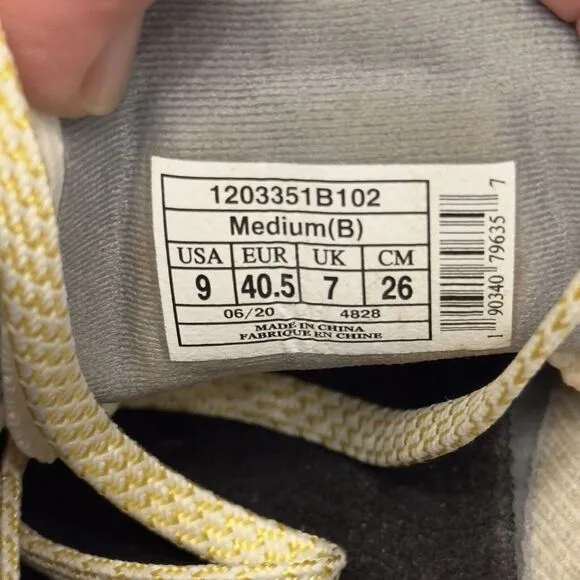 1203351B102
Medium(B)
USA EUR UK CM
9 40.5 7 26
06/20 4828
MADE IN CHINA
FABRIQUE EN CHINE
1 90340 79635 7